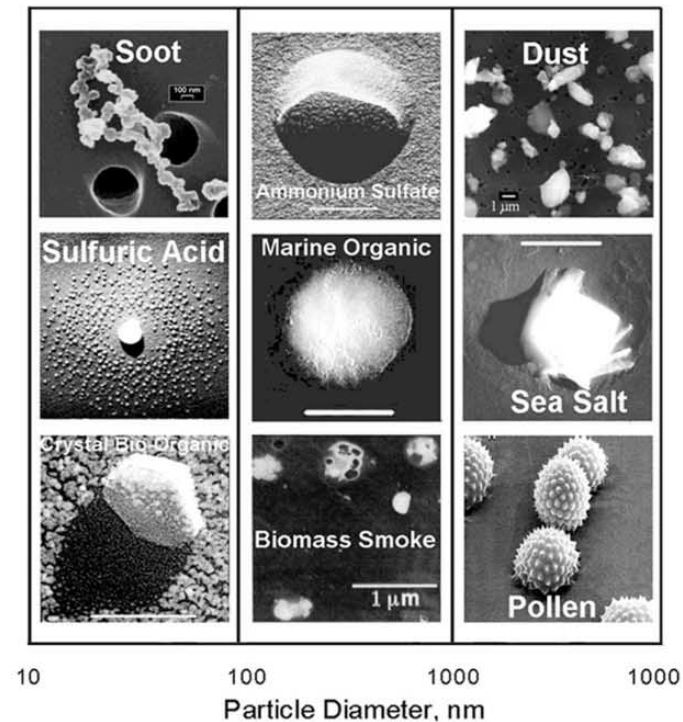 Soot
100 nm
Ammonium Sulfate
Dust
1 μm
Sulfuric Acid
Marine Organic
Sea Salt
Crystal Bio-Organic
Biomass Smoke
1 μm
Pollen
10 100 1000 1000
Particle Diameter, nm